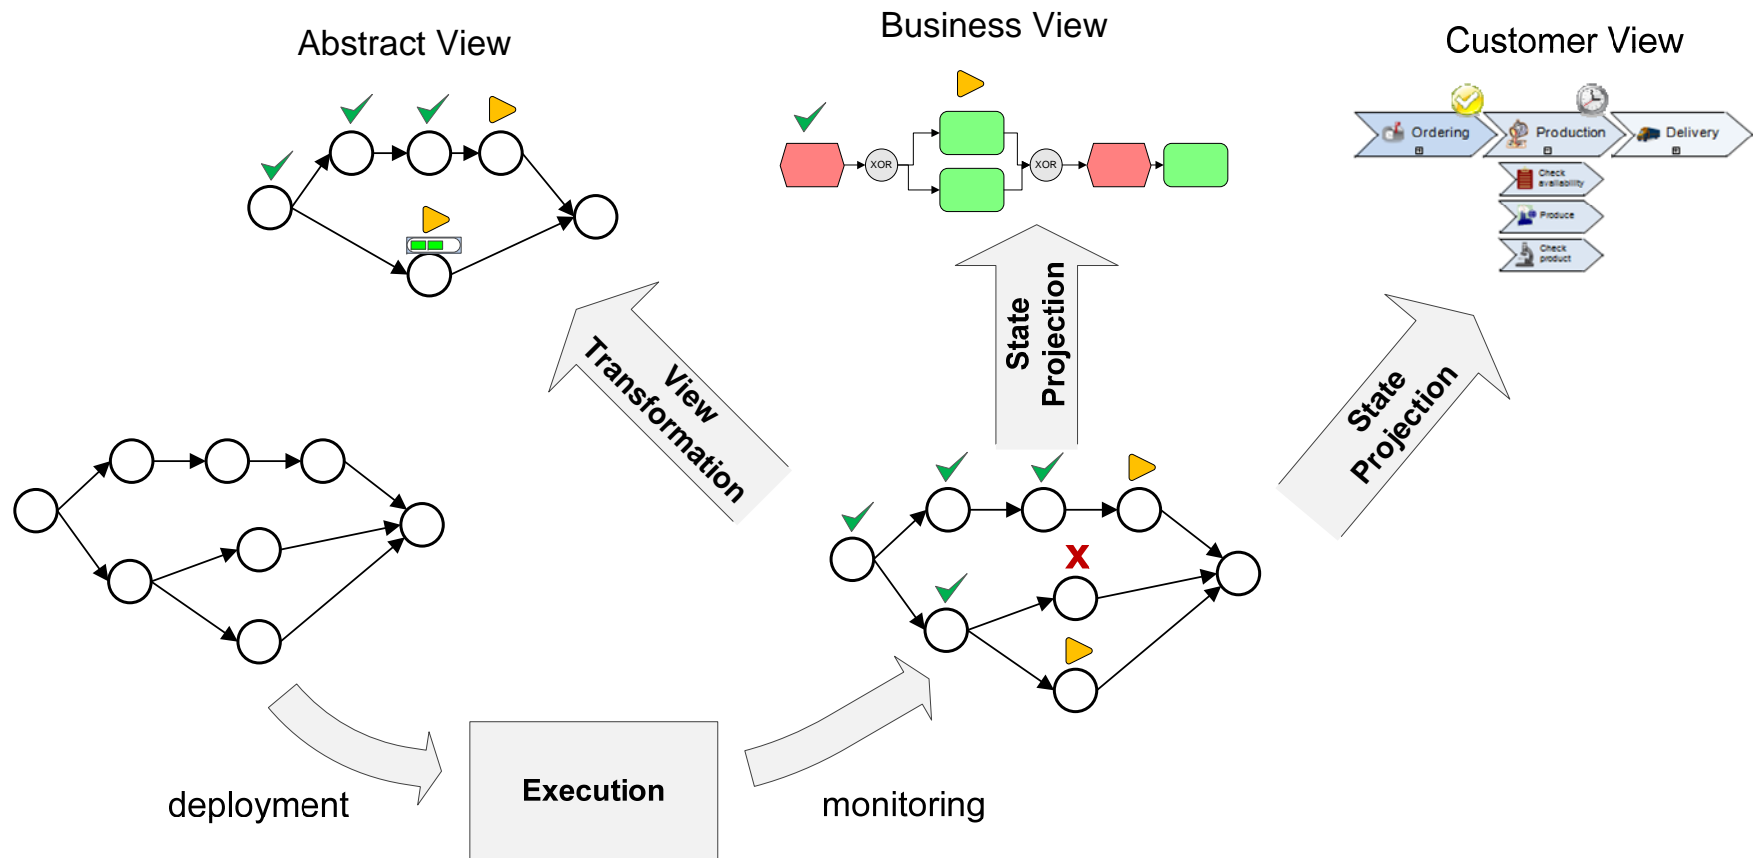 Abstract View
Business View
Customer View
XOR
XOR
Ordering
Production
Delivery
Check
availability
Produce
Check
product
View
Transformation
State
Projection
State
Projection
deployment
Execution
monitoring
X